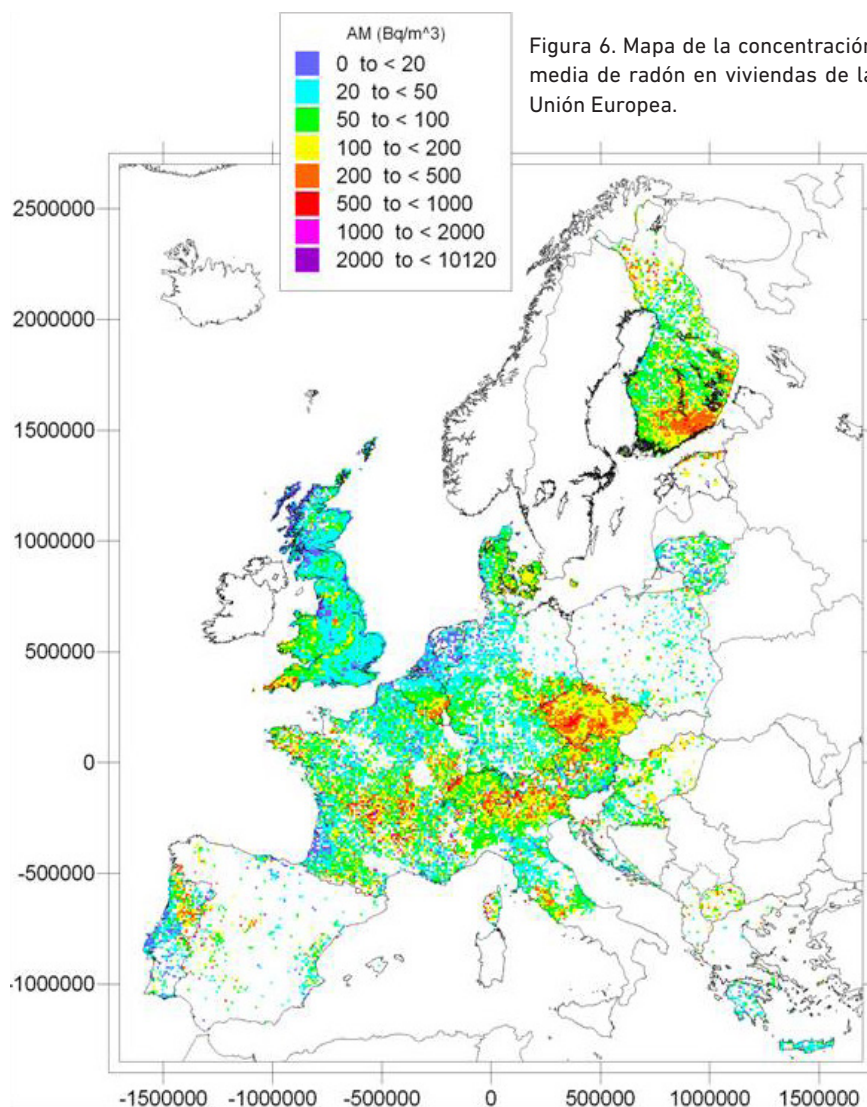 AM (Bq/m^3)
0 to < 20
20 to < 50
50 to < 100
100 to < 200
200 to < 500
500 to < 1000
1000 to < 2000
2000 to < 10120
Figura 6. Mapa de la concentración
media de radón en viviendas de la
Unión Europea.
2500000
2000000
1500000
1000000
500000
0
-5000000
-1000000
-1500000
-1000000
-500000
0
500000
1000000
1500000